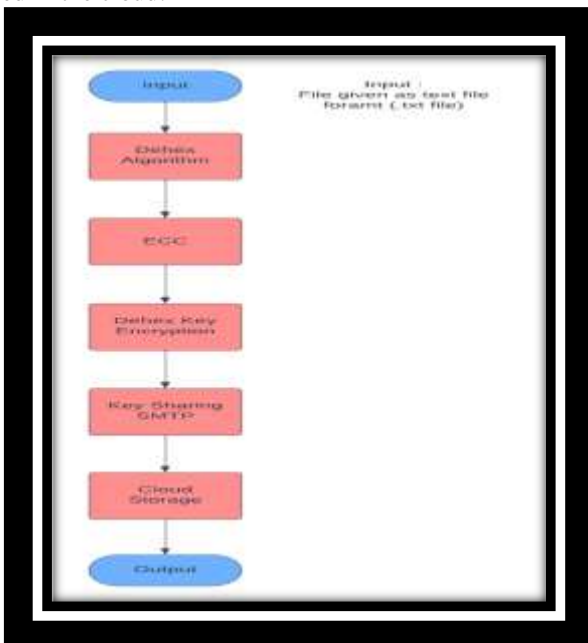 Input
Input :
File given as text file
foramt (.txt file)
Dehex
Algorithm
ECC
Dehex Key
Encryption
Key Sharing
SMTP
Cloud
Storage
Output